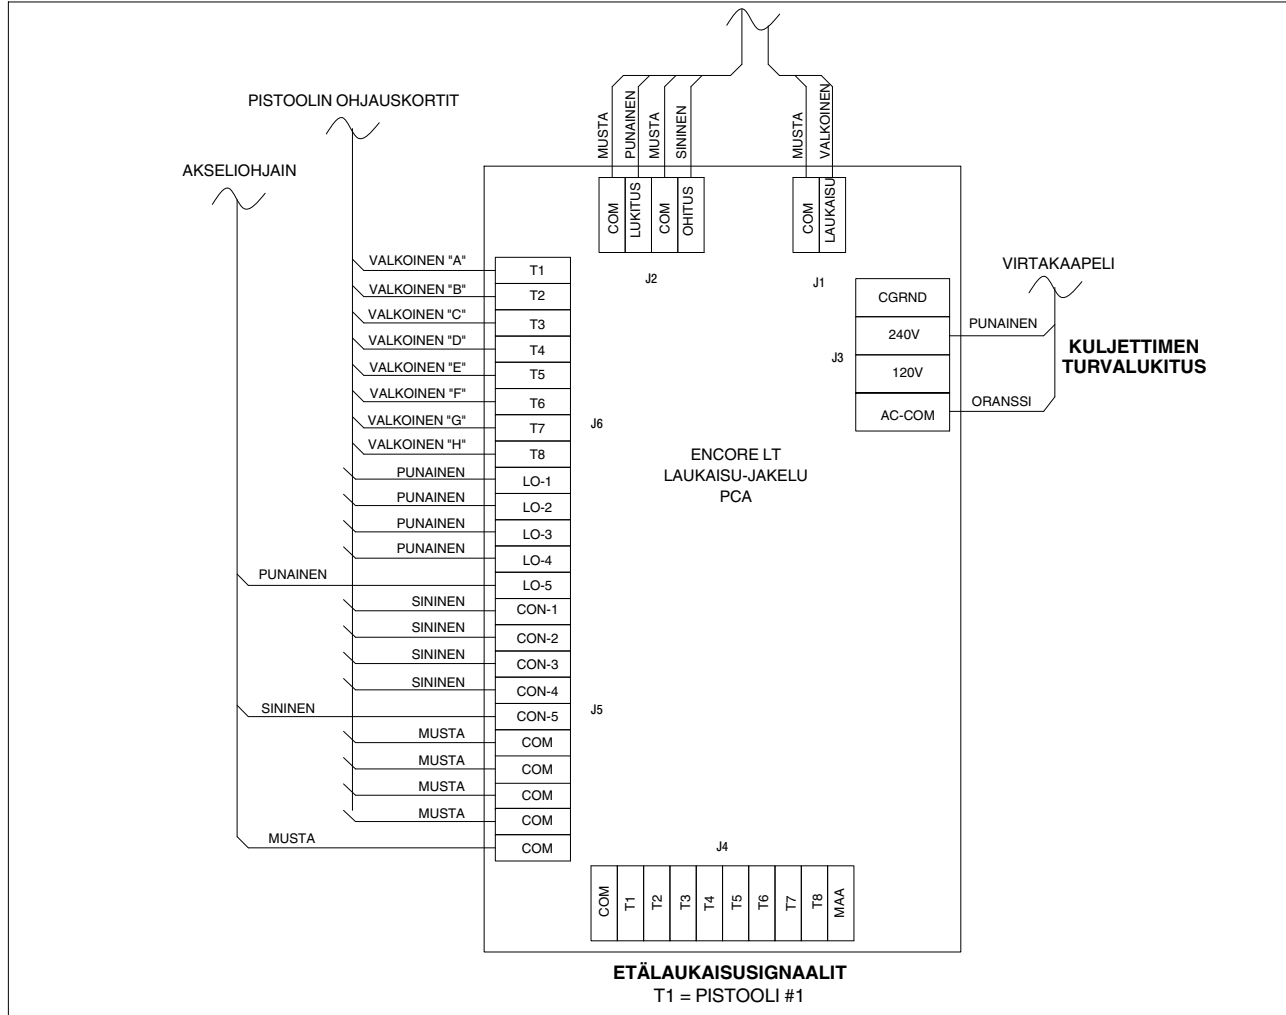 PISTOOLIN OHJAUSKORTIT
AKSELIOHJAIN
MUSTA
PUNAINEN
MUSTA
SININEN
MUSTA
VALKOINEN
COM
LUKITUS
COM
OHITUS
COM
LAUKAISU
J2
J1
VIRTAKAAPELI
CGRND
240V
120V
AC-COM
J3
PUNAINEN
ORANSSI
KULJETTIMEN
TURVALUKITUS
VALKOINEN "A"
T1
VALKOINEN "B"
T2
VALKOINEN "C"
T3
VALKOINEN "D"
T4
VALKOINEN "E"
T5
VALKOINEN "F"
T6
VALKOINEN "G"
T7
VALKOINEN "H"
T8
J6
ENCORE LT
LAUKAISU-JAKELU
PCA
PUNAINEN
LO-1
PUNAINEN
LO-2
PUNAINEN
LO-3
PUNAINEN
LO-4
PUNAINEN
LO-5
SININEN
CON-1
SININEN
CON-2
SININEN
CON-3
SININEN
CON-4
SININEN
CON-5
J5
MUSTA
COM
MUSTA
COM
MUSTA
COM
MUSTA
COM
MUSTA
COM
J4
COM
T1
T2
T3
T4
T5
T6
T7
T8
MAA
ETÄLAUKAISUSIGNAALIT
T1 = PISTOOLI #1